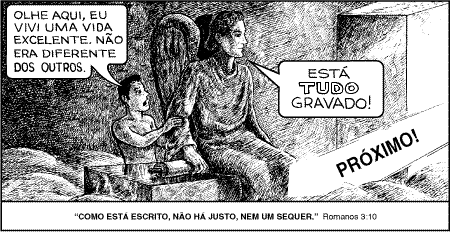 OLHE AQUI, EU
VIVI UMA VIDA
EXCELENTE. NÃO
ERA DIFERENTE
DOS OUTROS.
ESTÁ
TUDO
GRAVADO!
PRÓXIMO!
"COMO ESTÁ ESCRITO, NÃO HÁ JUSTO, NEM UM SEQUER." Romanos 3:10